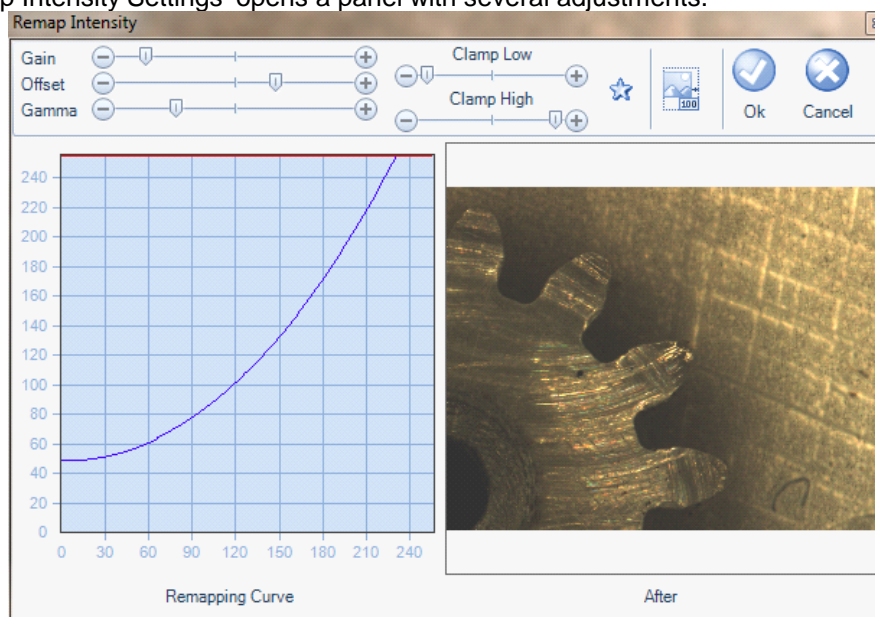 p Intensity Settings' opens a panel with several adjustments.
Remap Intensity
Gain
Offset
Gamma
Clamp Low
Clamp High
100
Ok
Cancel
240
220
200
180
160
140
120
100
80
60
40
20
0
0 30 60 90 120 150 180 210 240
Remapping Curve
After